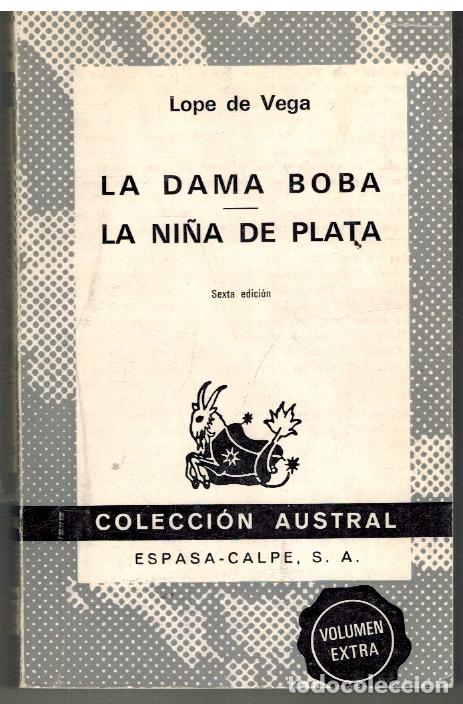 Lope de Vega
LA DAMA BOBA
LA NIÑA DE PLATA
Sexta edición
COLECCIÓN AUSTRAL
ESPASA-CALPE, S. A.
VOLUMEN
EXTRA
todocoleccion